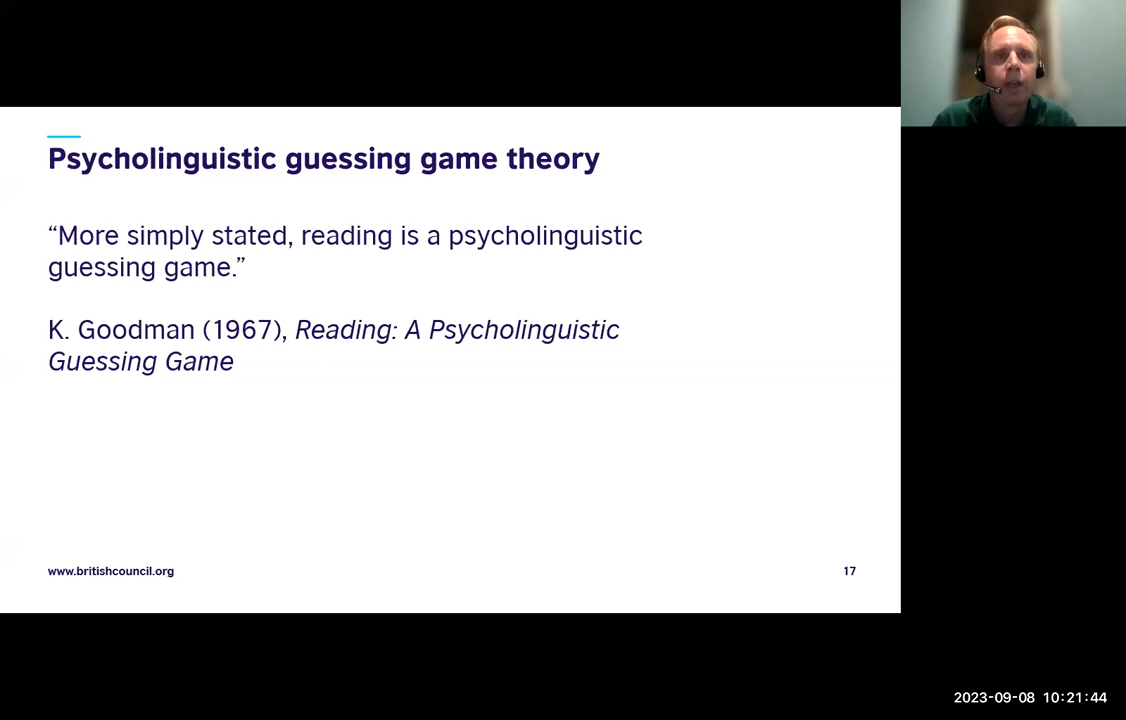 Psycholinguistic guessing game theory
“More simply stated, reading is a psycholinguistic
guessing game.”
K. Goodman (1967), Reading: A Psycholinguistic
Guessing Game
www.britishcouncil.org
17
2023-09-08 10:21:44